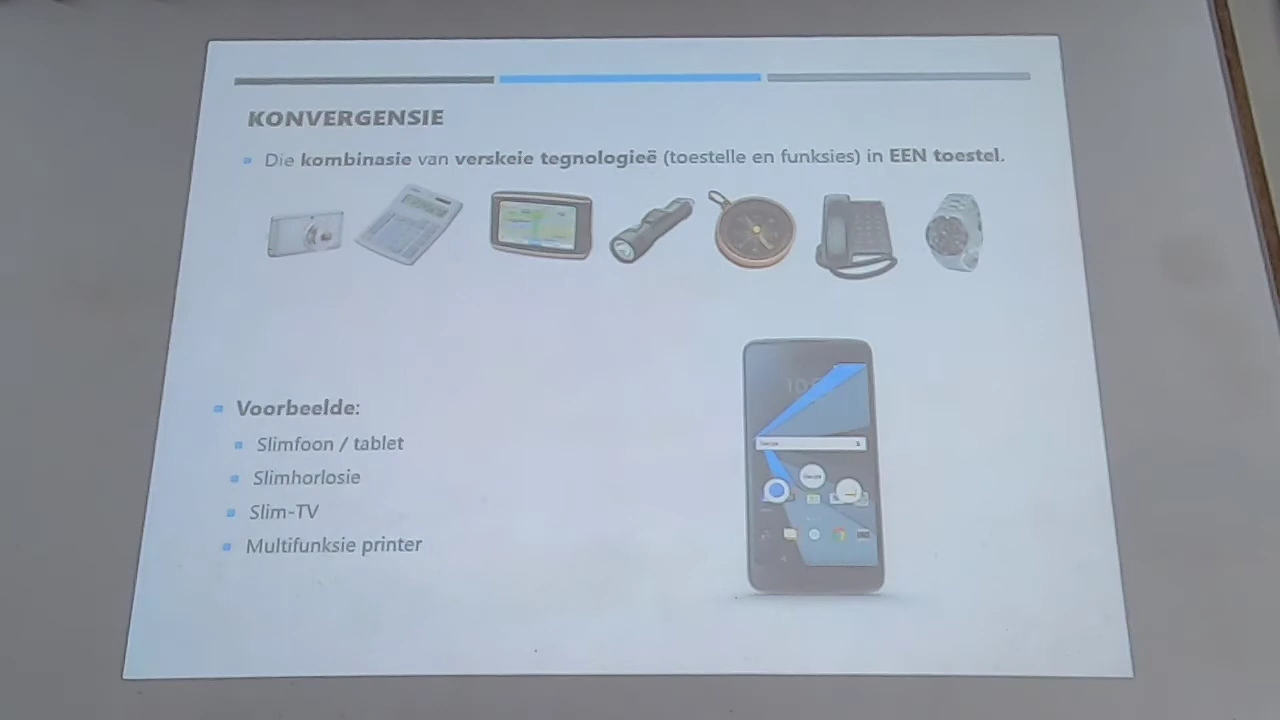 KONVERGENSIE
Die kombinasie van verskeie tegnologieë (toestelle en funksies) in EEN toestel.
Voorbeelde:
Slimfoon / tablet
Slimhorlosie
Slim-TV
Multifunksie printer